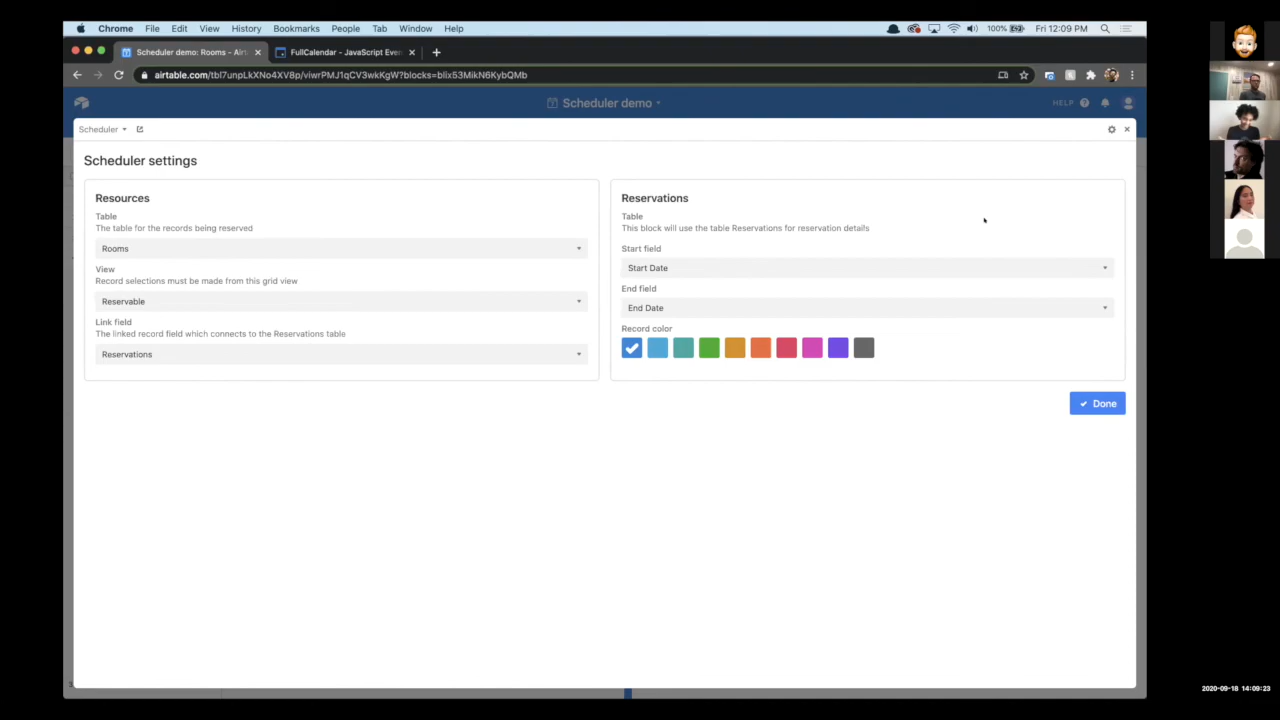 Chrome File Edit View History Bookmarks People Tab Window Help 100% Fri 12:09 PM
Scheduler demo: Rooms - Airt
FullCalendar - JavaScript Even
airtable.com/tbl7unpLkXNo4XV8p/viwrPMJ1qCV3wkKgW?blocks=blix53MikN6KybQMb
Scheduler demo
HELP
Scheduler
Scheduler settings
Resources
Table
The table for the records being reserved
Rooms
View
Record selections must be made from this grid view
Reservable
Link field
The linked record field which connects to the Reservations table
Reservations
Reservations
Table
This block will use the table Reservations for reservation details
Start field
Start Date
End field
End Date
Record color
Done
2020-09-18 14:09:23